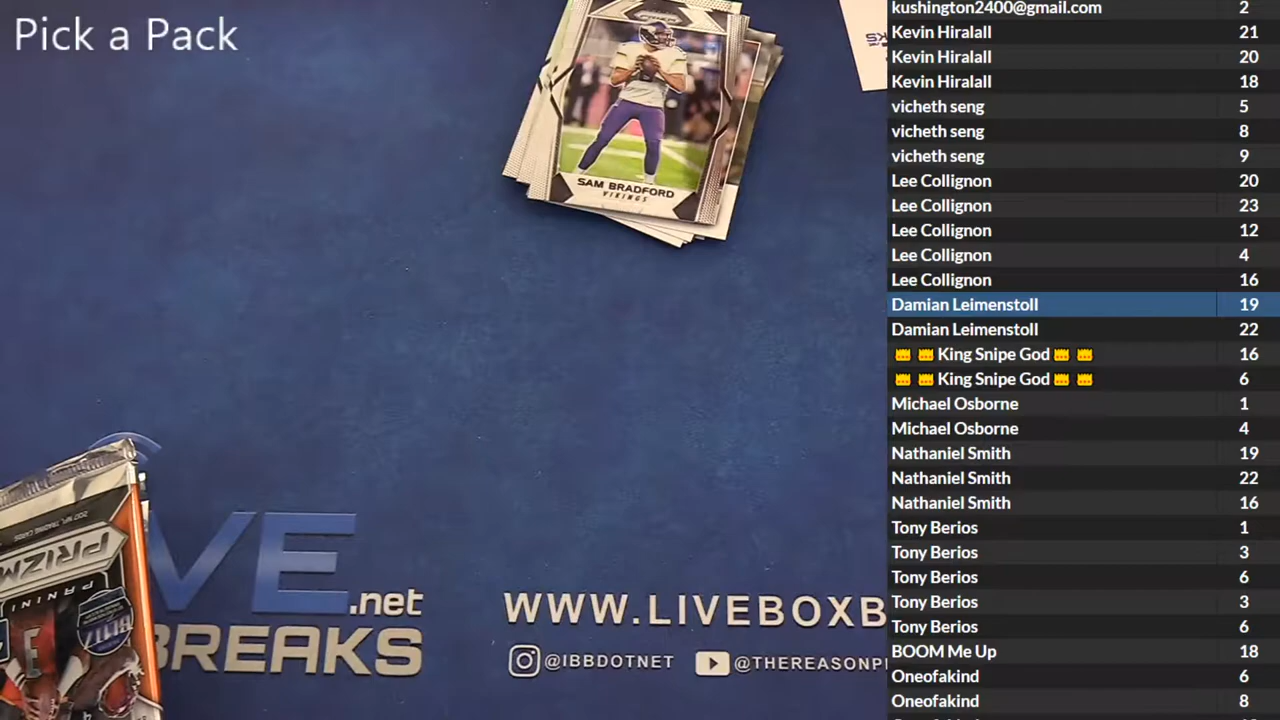 Pick a Pack
SAM BRADFORD
VIKINGS
VE
.net
BREAKS
WWW.LIVEBOXB
@IBBDOTNET
@THEREASONP
2017 NFL TRADING CARDS
PRIZM
PANINI
kushington2400@gmail.com 2
Kevin Hiralall 21
Kevin Hiralall 20
Kevin Hiralall 18
vicheth seng 5
vicheth seng 8
vicheth seng 9
Lee Collignon 20
Lee Collignon 23
Lee Collignon 12
Lee Collignon 4
Lee Collignon 16
Damian Leimenstoll 19
Damian Leimenstoll 22
King Snipe God 16
King Snipe God 6
Michael Osborne 1
Michael Osborne 4
Nathaniel Smith 19
Nathaniel Smith 22
Nathaniel Smith 16
Tony Berios 1
Tony Berios 3
Tony Berios 6
Tony Berios 3
Tony Berios 6
BOOM Me Up 18
Oneofakind 6
Oneofakind 8